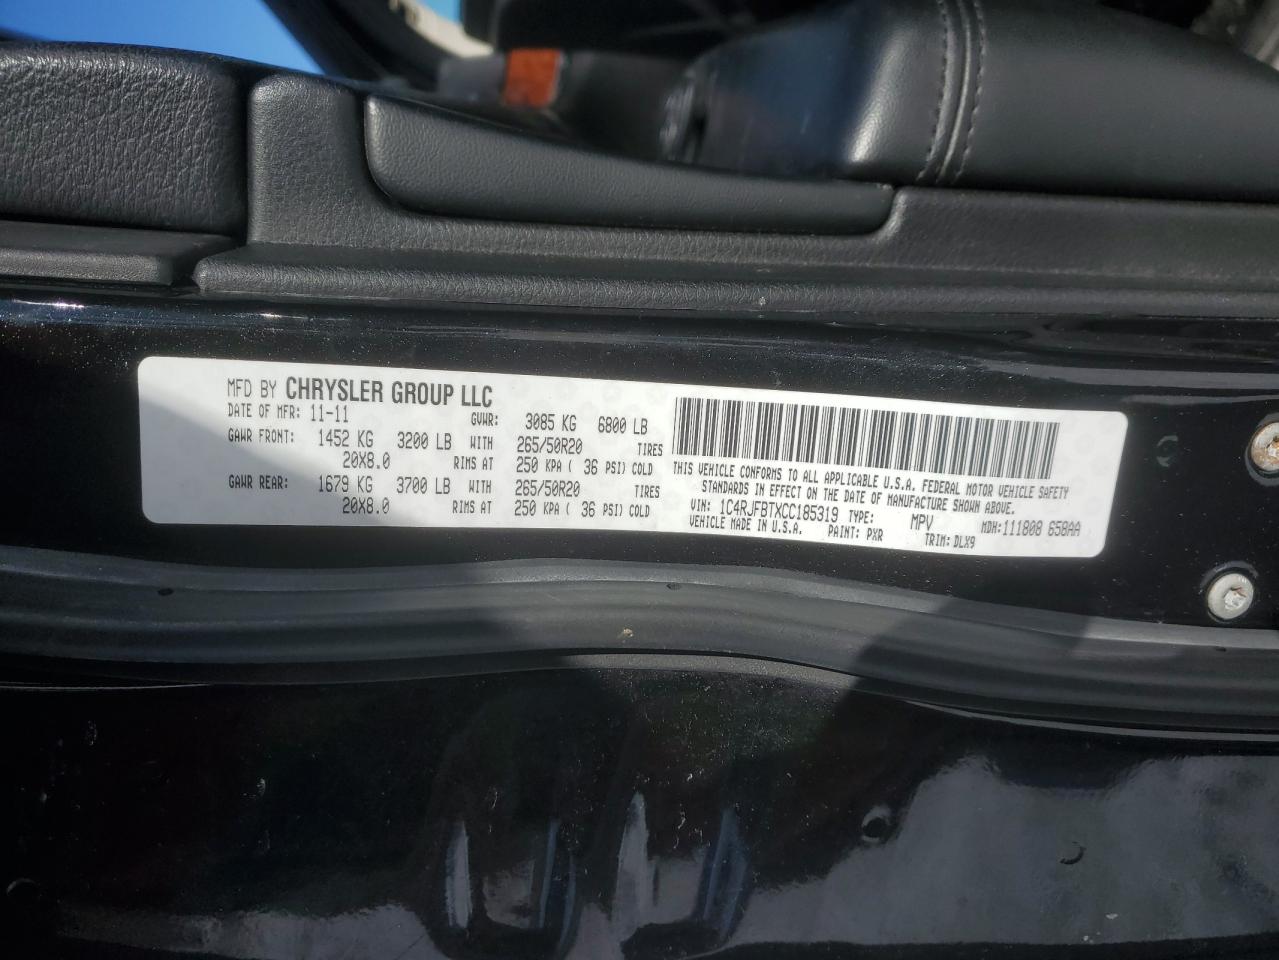 MFD BY CHRYSLER GROUP LLC
DATE OF MFR: 11-11 GVWR: 3085 KG 6800 LB
GAWR FRONT: 1452 KG 3200 LB WITH 265/50R20 TIRES
20X8.0 RIMS AT 250 KPA ( 36 PSI) COLD
GAWR REAR: 1679 KG 3700 LB WITH 265/50R20 TIRES
20X8.0 RIMS AT 250 KPA ( 36 PSI) COLD
THIS VEHICLE CONFORMS TO ALL APPLICABLE U.S.A. FEDERAL MOTOR VEHICLE SAFETY
STANDARDS IN EFFECT ON THE DATE OF MANUFACTURE SHOWN ABOVE.
VIN: 1C4RJFBTXCC185319 TYPE: MPV MDH:111808 658AA
VEHICLE MADE IN U.S.A. PAINT: PXR TRIM: DLX9